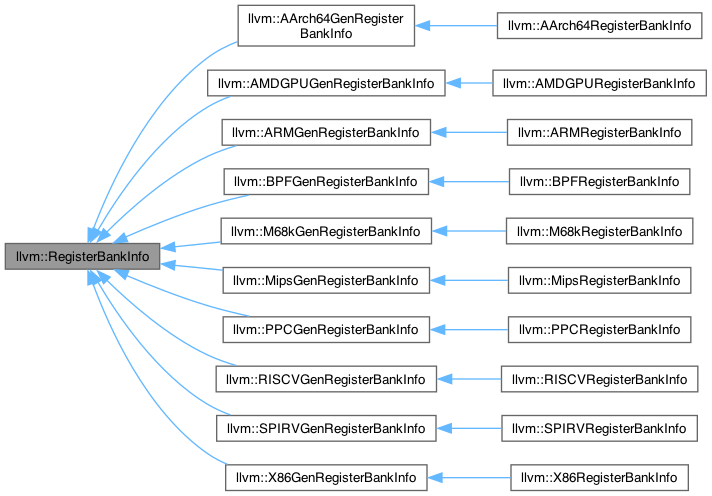 llvm::AArch64GenRegister
BankInfo
llvm::AArch64RegisterBankInfo
llvm::AMDGPUGenRegisterBankInfo
llvm::AMDGPURegisterBankInfo
llvm::ARMGenRegisterBankInfo
llvm::ARMRegisterBankInfo
llvm::BPFGenRegisterBankInfo
llvm::BPFRegisterBankInfo
llvm::M68kGenRegisterBankInfo
llvm::M68kRegisterBankInfo
llvm::RegisterBankInfo
llvm::MipsGenRegisterBankInfo
llvm::MipsRegisterBankInfo
llvm::PPCGenRegisterBankInfo
llvm::PPCRegisterBankInfo
llvm::RISCVGenRegisterBankInfo
llvm::RISCVRegisterBankInfo
llvm::SPIRVGenRegisterBankInfo
llvm::SPIRVRegisterBankInfo
llvm::X86GenRegisterBankInfo
llvm::X86RegisterBankInfo